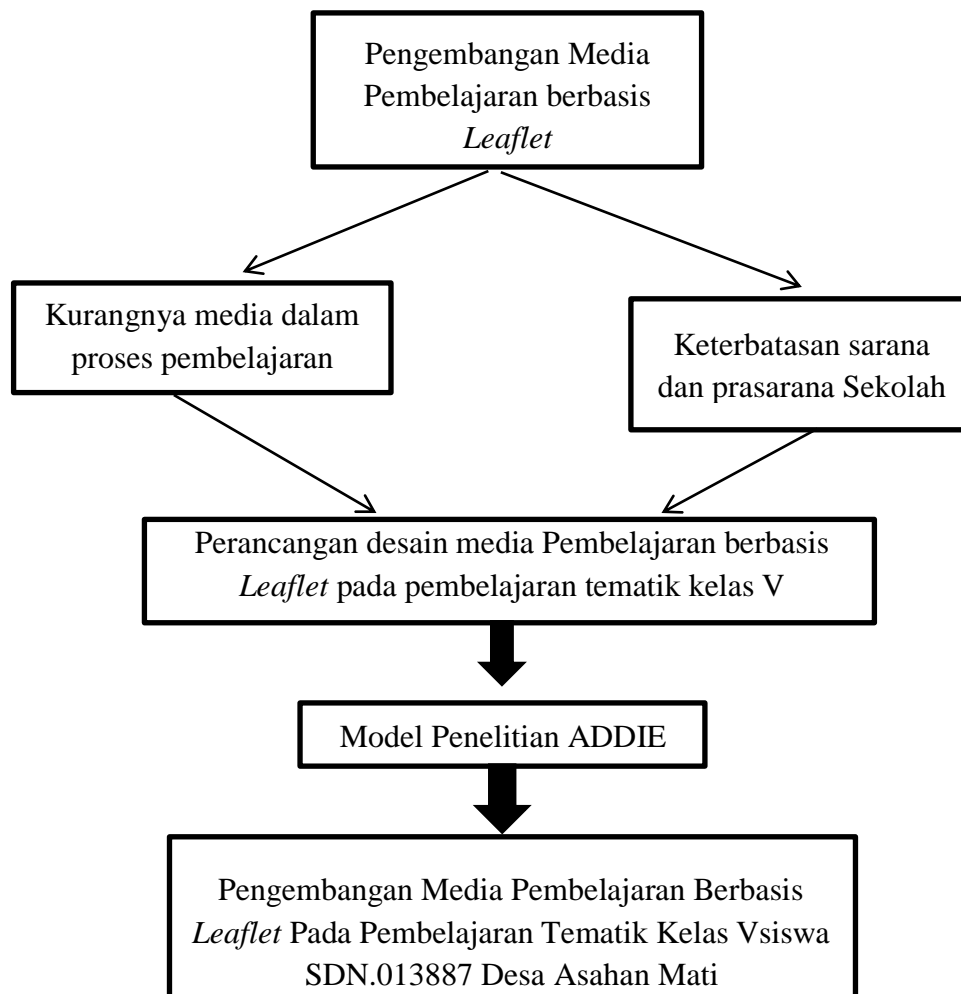 Pengembangan Media
Pembelajaran berbasis
Leaflet
Kurangnya media dalam
proses pembelajaran
Keterbatasan sarana
dan prasarana Sekolah
Perancangan desain media Pembelajaran berbasis
Leaflet pada pembelajaran tematik kelas V
Model Penelitian ADDIE
Pengembangan Media Pembelajaran Berbasis
Leaflet Pada Pembelajaran Tematik Kelas Vsiswa
SDN.013887 Desa Asahan Mati